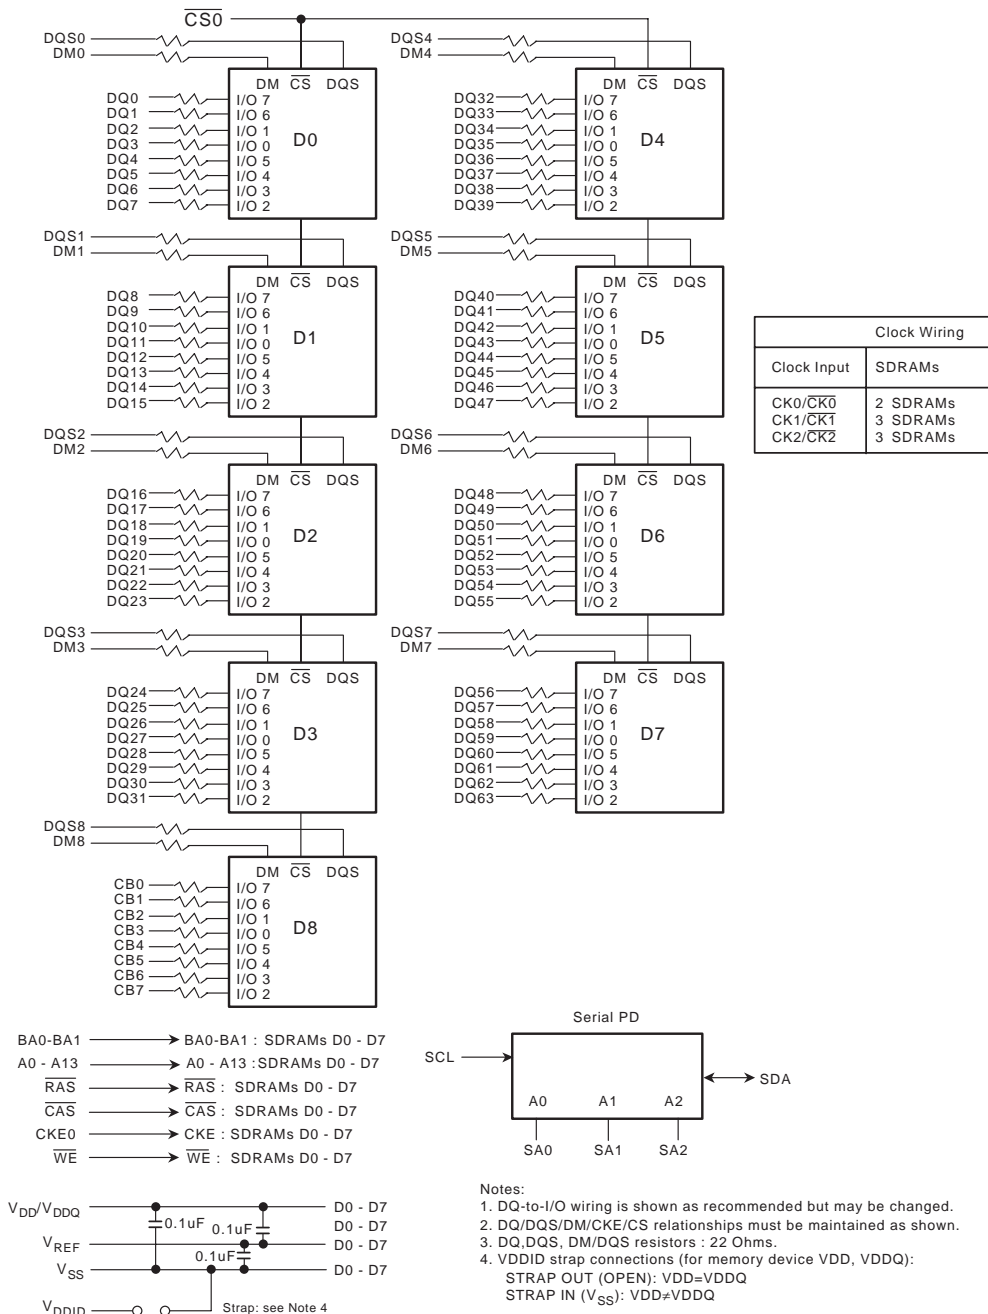 CS0
DQS0
DM0
DM CS DQS
D0
DQ0 I/O 7
DQ1 I/O 6
DQ2 I/O 1
DQ3 I/O 0
DQ4 I/O 5
DQ5 I/O 4
DQ6 I/O 3
DQ7 I/O 2
DQS1
DM1
DM CS DQS
D1
DQ8 I/O 7
DQ9 I/O 6
DQ10 I/O 1
DQ11 I/O 0
DQ12 I/O 5
DQ13 I/O 4
DQ14 I/O 3
DQ15 I/O 2
DQS2
DM2
DM CS DQS
D2
DQ16 I/O 7
DQ17 I/O 6
DQ18 I/O 1
DQ19 I/O 0
DQ20 I/O 5
DQ21 I/O 4
DQ22 I/O 3
DQ23 I/O 2
DQS3
DM3
DM CS DQS
D3
DQ24 I/O 7
DQ25 I/O 6
DQ26 I/O 1
DQ27 I/O 0
DQ28 I/O 5
DQ29 I/O 4
DQ30 I/O 3
DQ31 I/O 2
DQS8
DM8
DM CS DQS
D8
CB0 I/O 7
CB1 I/O 6
CB2 I/O 1
CB3 I/O 0
CB4 I/O 5
CB5 I/O 4
CB6 I/O 3
CB7 I/O 2
DQS4
DM4
DM CS DQS
D4
DQ32 I/O 7
DQ33 I/O 6
DQ34 I/O 1
DQ35 I/O 0
DQ36 I/O 5
DQ37 I/O 4
DQ38 I/O 3
DQ39 I/O 2
DQS5
DM5
DM CS DQS
D5
DQ40 I/O 7
DQ41 I/O 6
DQ42 I/O 1
DQ43 I/O 0
DQ44 I/O 5
DQ45 I/O 4
DQ46 I/O 3
DQ47 I/O 2
DQS6
DM6
DM CS DQS
D6
DQ48 I/O 7
DQ49 I/O 6
DQ50 I/O 1
DQ51 I/O 0
DQ52 I/O 5
DQ53 I/O 4
DQ54 I/O 3
DQ55 I/O 2
DQS7
DM7
DM CS DQS
D7
DQ56 I/O 7
DQ57 I/O 6
DQ58 I/O 1
DQ59 I/O 0
DQ60 I/O 5
DQ61 I/O 4
DQ62 I/O 3
DQ63 I/O 2
Clock Wiring
Clock Input SDRAMs
CK0/CK0 2 SDRAMs
CK1/CK1 3 SDRAMs
CK2/CK2 3 SDRAMs
BA0-BA1 BA0-BA1 : SDRAMs D0 - D7
A0 - A13 A0 - A13 :SDRAMs D0 - D7
RAS RAS : SDRAMs D0 - D7
CAS CAS : SDRAMs D0 - D7
CKE0 CKE : SDRAMs D0 - D7
WE WE : SDRAMs D0 - D7
Serial PD
SCL
SDA
A0 A1 A2
SA0 SA1 SA2
VDD/VDDQ D0 - D7
0.1uF 0.1uF D0 - D7
VREF D0 - D7
0.1uF
VSS D0 - D7
VDDID Strap: see Note 4
Notes:
1. DQ-to-I/O wiring is shown as recommended but may be changed.
2. DQ/DQS/DM/CKE/CS relationships must be maintained as shown.
3. DQ,DQS, DM/DQS resistors : 22 Ohms.
4. VDDID strap connections (for memory device VDD, VDDQ):
STRAP OUT (OPEN): VDD=VDDQ
STRAP IN (VSS): VDD≠VDDQ